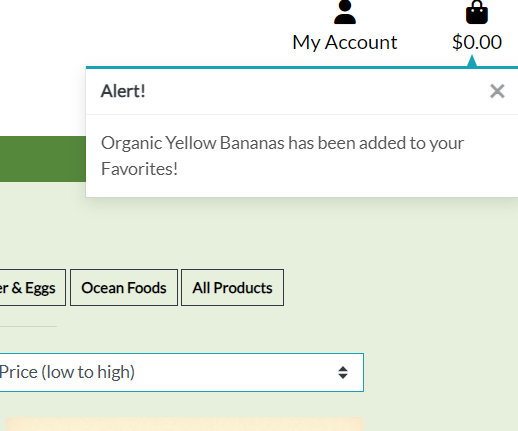 My Account
$0.00
Alert!
Organic Yellow Bananas has been added to your
Favorites!
& Eggs
Ocean Foods
All Products
Price (low to high)